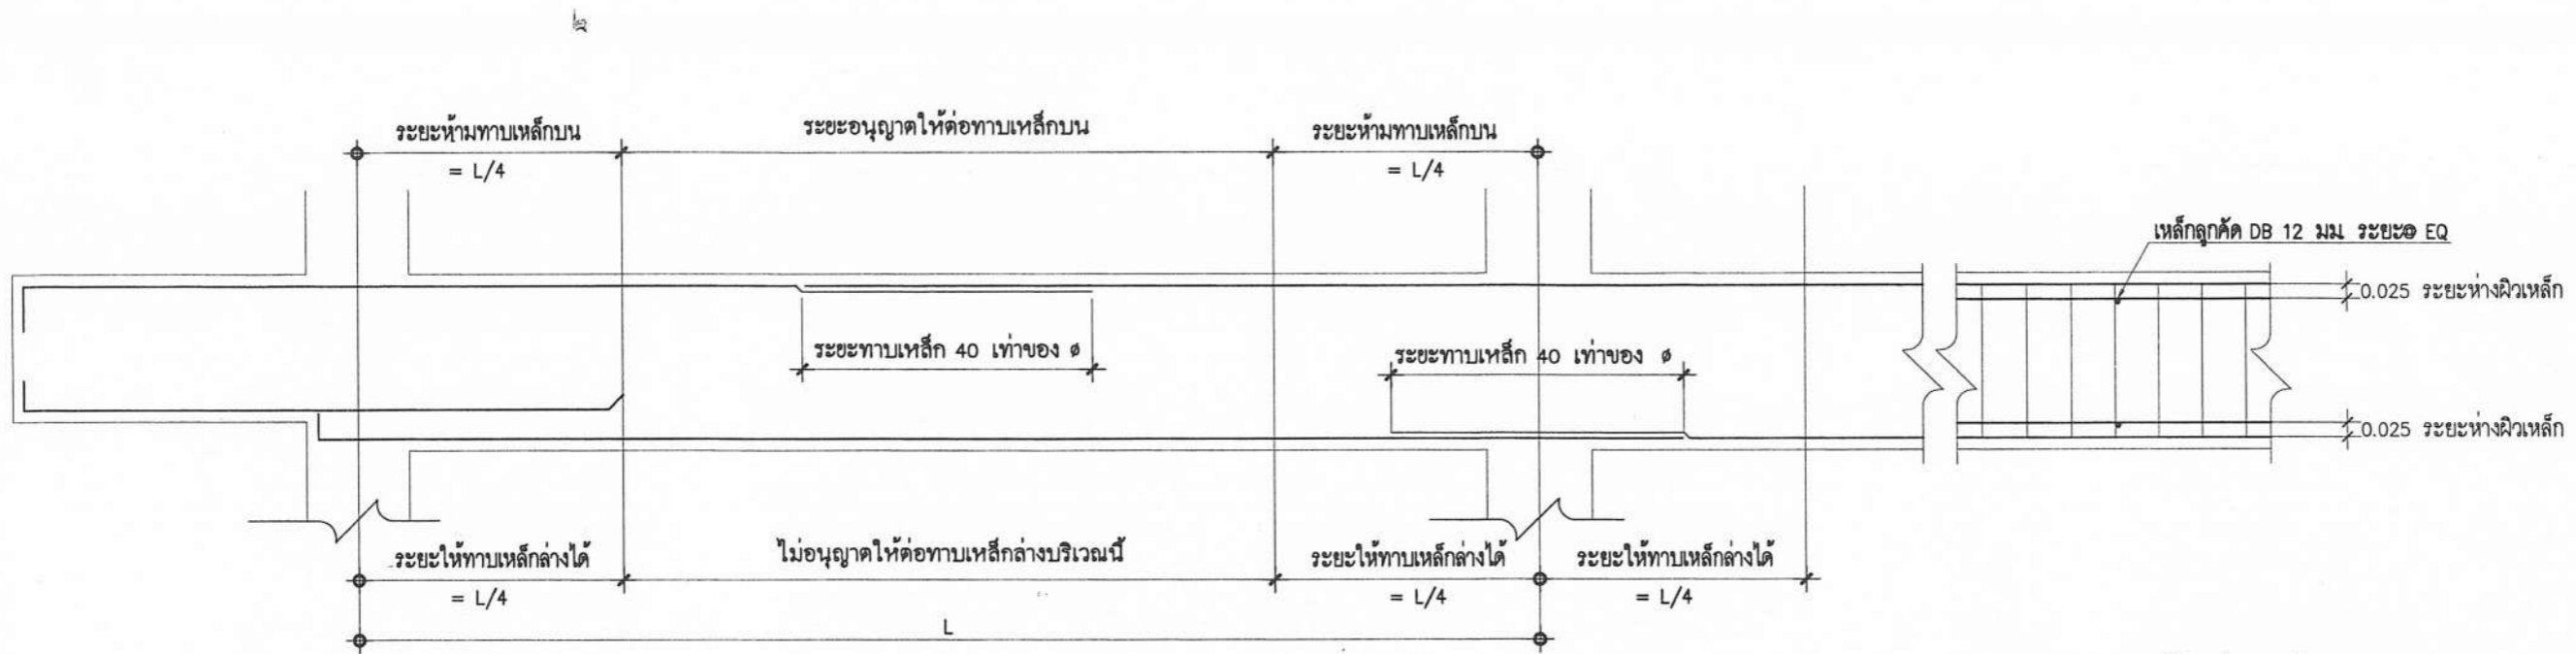 ระยะห้ามทาบเหล็กบน
= L/4
ระยะอนุญาตให้ต่อทาบเหล็กบน
ระยะห้ามทาบเหล็กบน
= L/4
เหล็กลูกคัด DB 12 มม ระยะ@ EQ
0.025 ระยะห่างผิวเหล็ก
ระยะทาบเหล็ก 40 เท่าของ ø
ระยะทาบเหล็ก 40 เท่าของ ø
0.025 ระยะห่างผิวเหล็ก
ระยะให้ทาบเหล็กล่างได้
= L/4
ไม่อนุญาตให้ต่อทาบเหล็กล่างบริเวณนี้
ระยะให้ทาบเหล็กล่างได้
= L/4
ระยะให้ทาบเหล็กล่างได้
= L/4
L